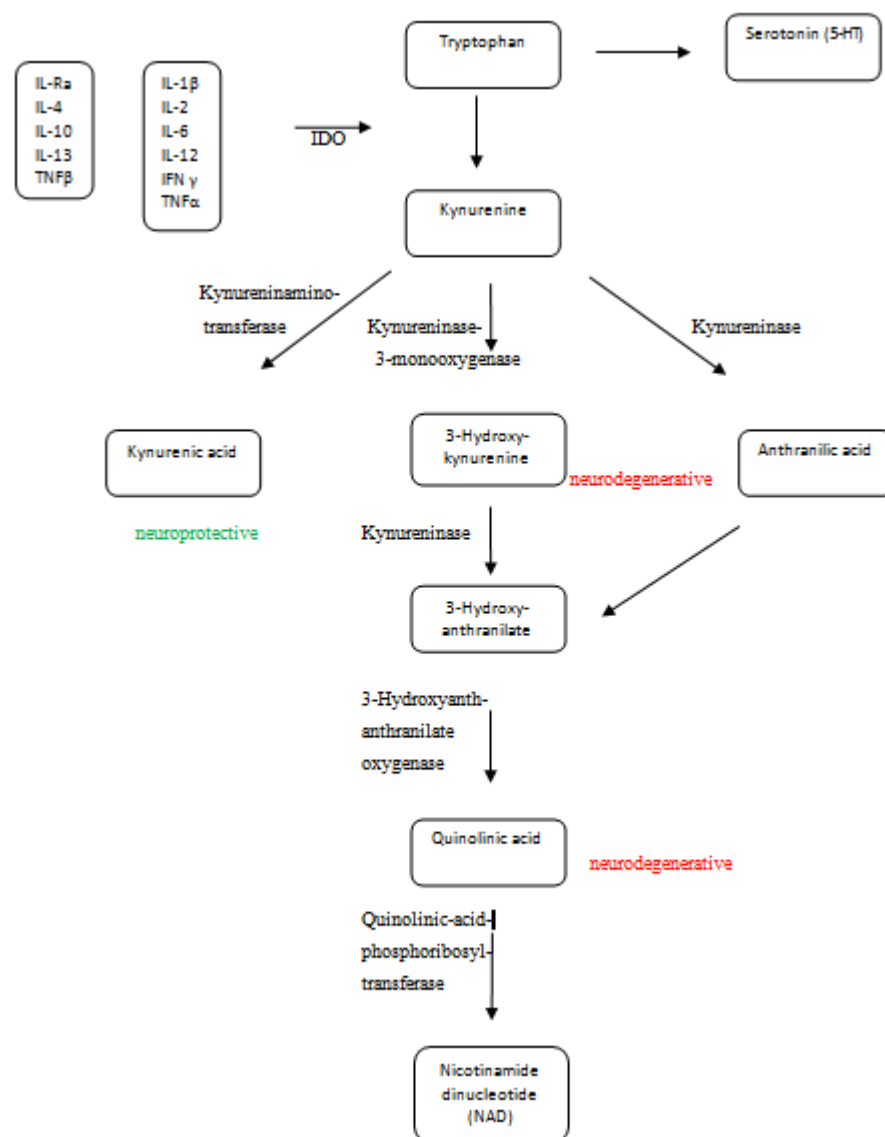 Tryptophan
Serotonin (5-HT)
IL-Ra
IL-4
IL-10
IL-13
TNFβ
IL-1β
IL-2
IL-6
IL-12
IFN γ
TNFα
IDO
Kynurenine
Kynureninamino-
transferase
Kynureninase-
3-monooxygenase
Kynureninase
Kynurenic acid
3-Hydroxy-
kynurenine
Anthranilic acid
neurodegenerative
neuroprotective
Kynureninase
3-Hydroxy-
anthranilate
3-Hydroxyanth-
anthranilate
oxygenase
Quinolinic acid
neurodegenerative
Quinolinic-acid-
phosphoribosyl-
transferase
Nicotinamide
dinucleotide
(NAD)